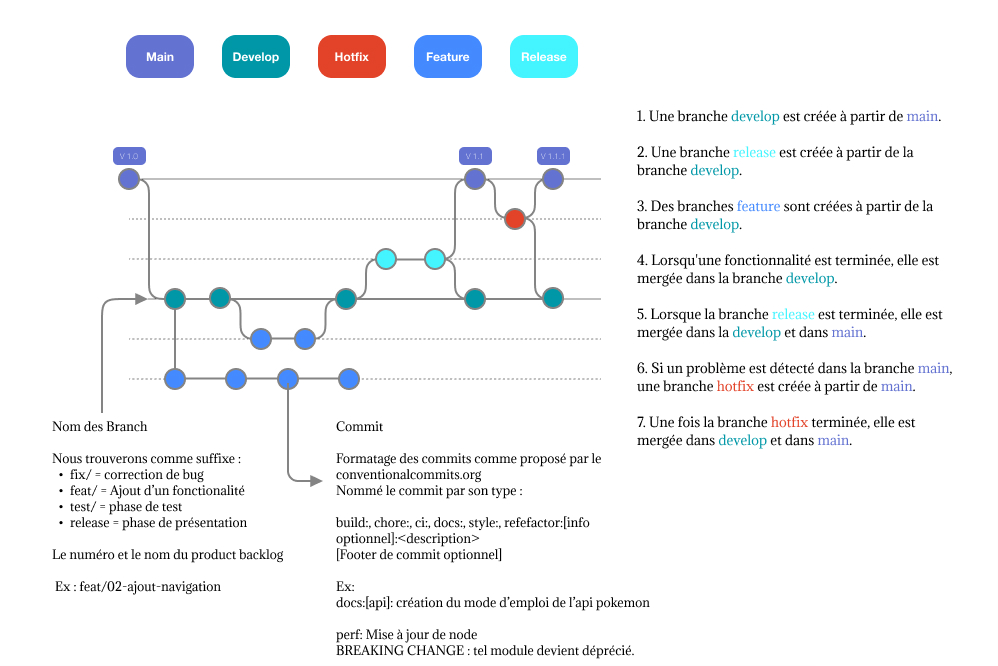 Main
Develop
Hotfix
Feature
Release
V 1.0
V 1.1
V 1.1.1
1. Une branche develop est créée à partir de main.
2. Une branche release est créée à partir de la
branche develop.
3. Des branches feature sont créées à partir de la
branche develop.
4. Lorsqu'une fonctionnalité est terminée, elle est
mergée dans la branche develop.
5. Lorsque la branche release est terminée, elle est
mergée dans la develop et dans main.
6. Si un problème est détecté dans la branche main,
une branche hotfix est créée à partir de main.
7. Une fois la branche hotfix terminée, elle est
mergée dans develop et dans main.
Nom des Branch
Nous trouverons comme suffixe :
• fix/ = correction de bug
• feat/ = Ajout d'un fonctionalité
• test/ = phase de test
• release = phase de présentation
Le numéro et le nom du product backlog
Ex : feat/02-ajout-navigation
Commit
Formatage des commits comme proposé par le
conventionalcommits.org
Nommé le commit par son type :
build:, chore:, ci:, docs:, style:, refefactor:[info
optionnel]:<description>
[Footer de commit optionnel]
Ex:
docs:[api]: création du mode d'emploi de l'api pokemon
perf: Mise à jour de node
BREAKING CHANGE : tel module devient déprécié.